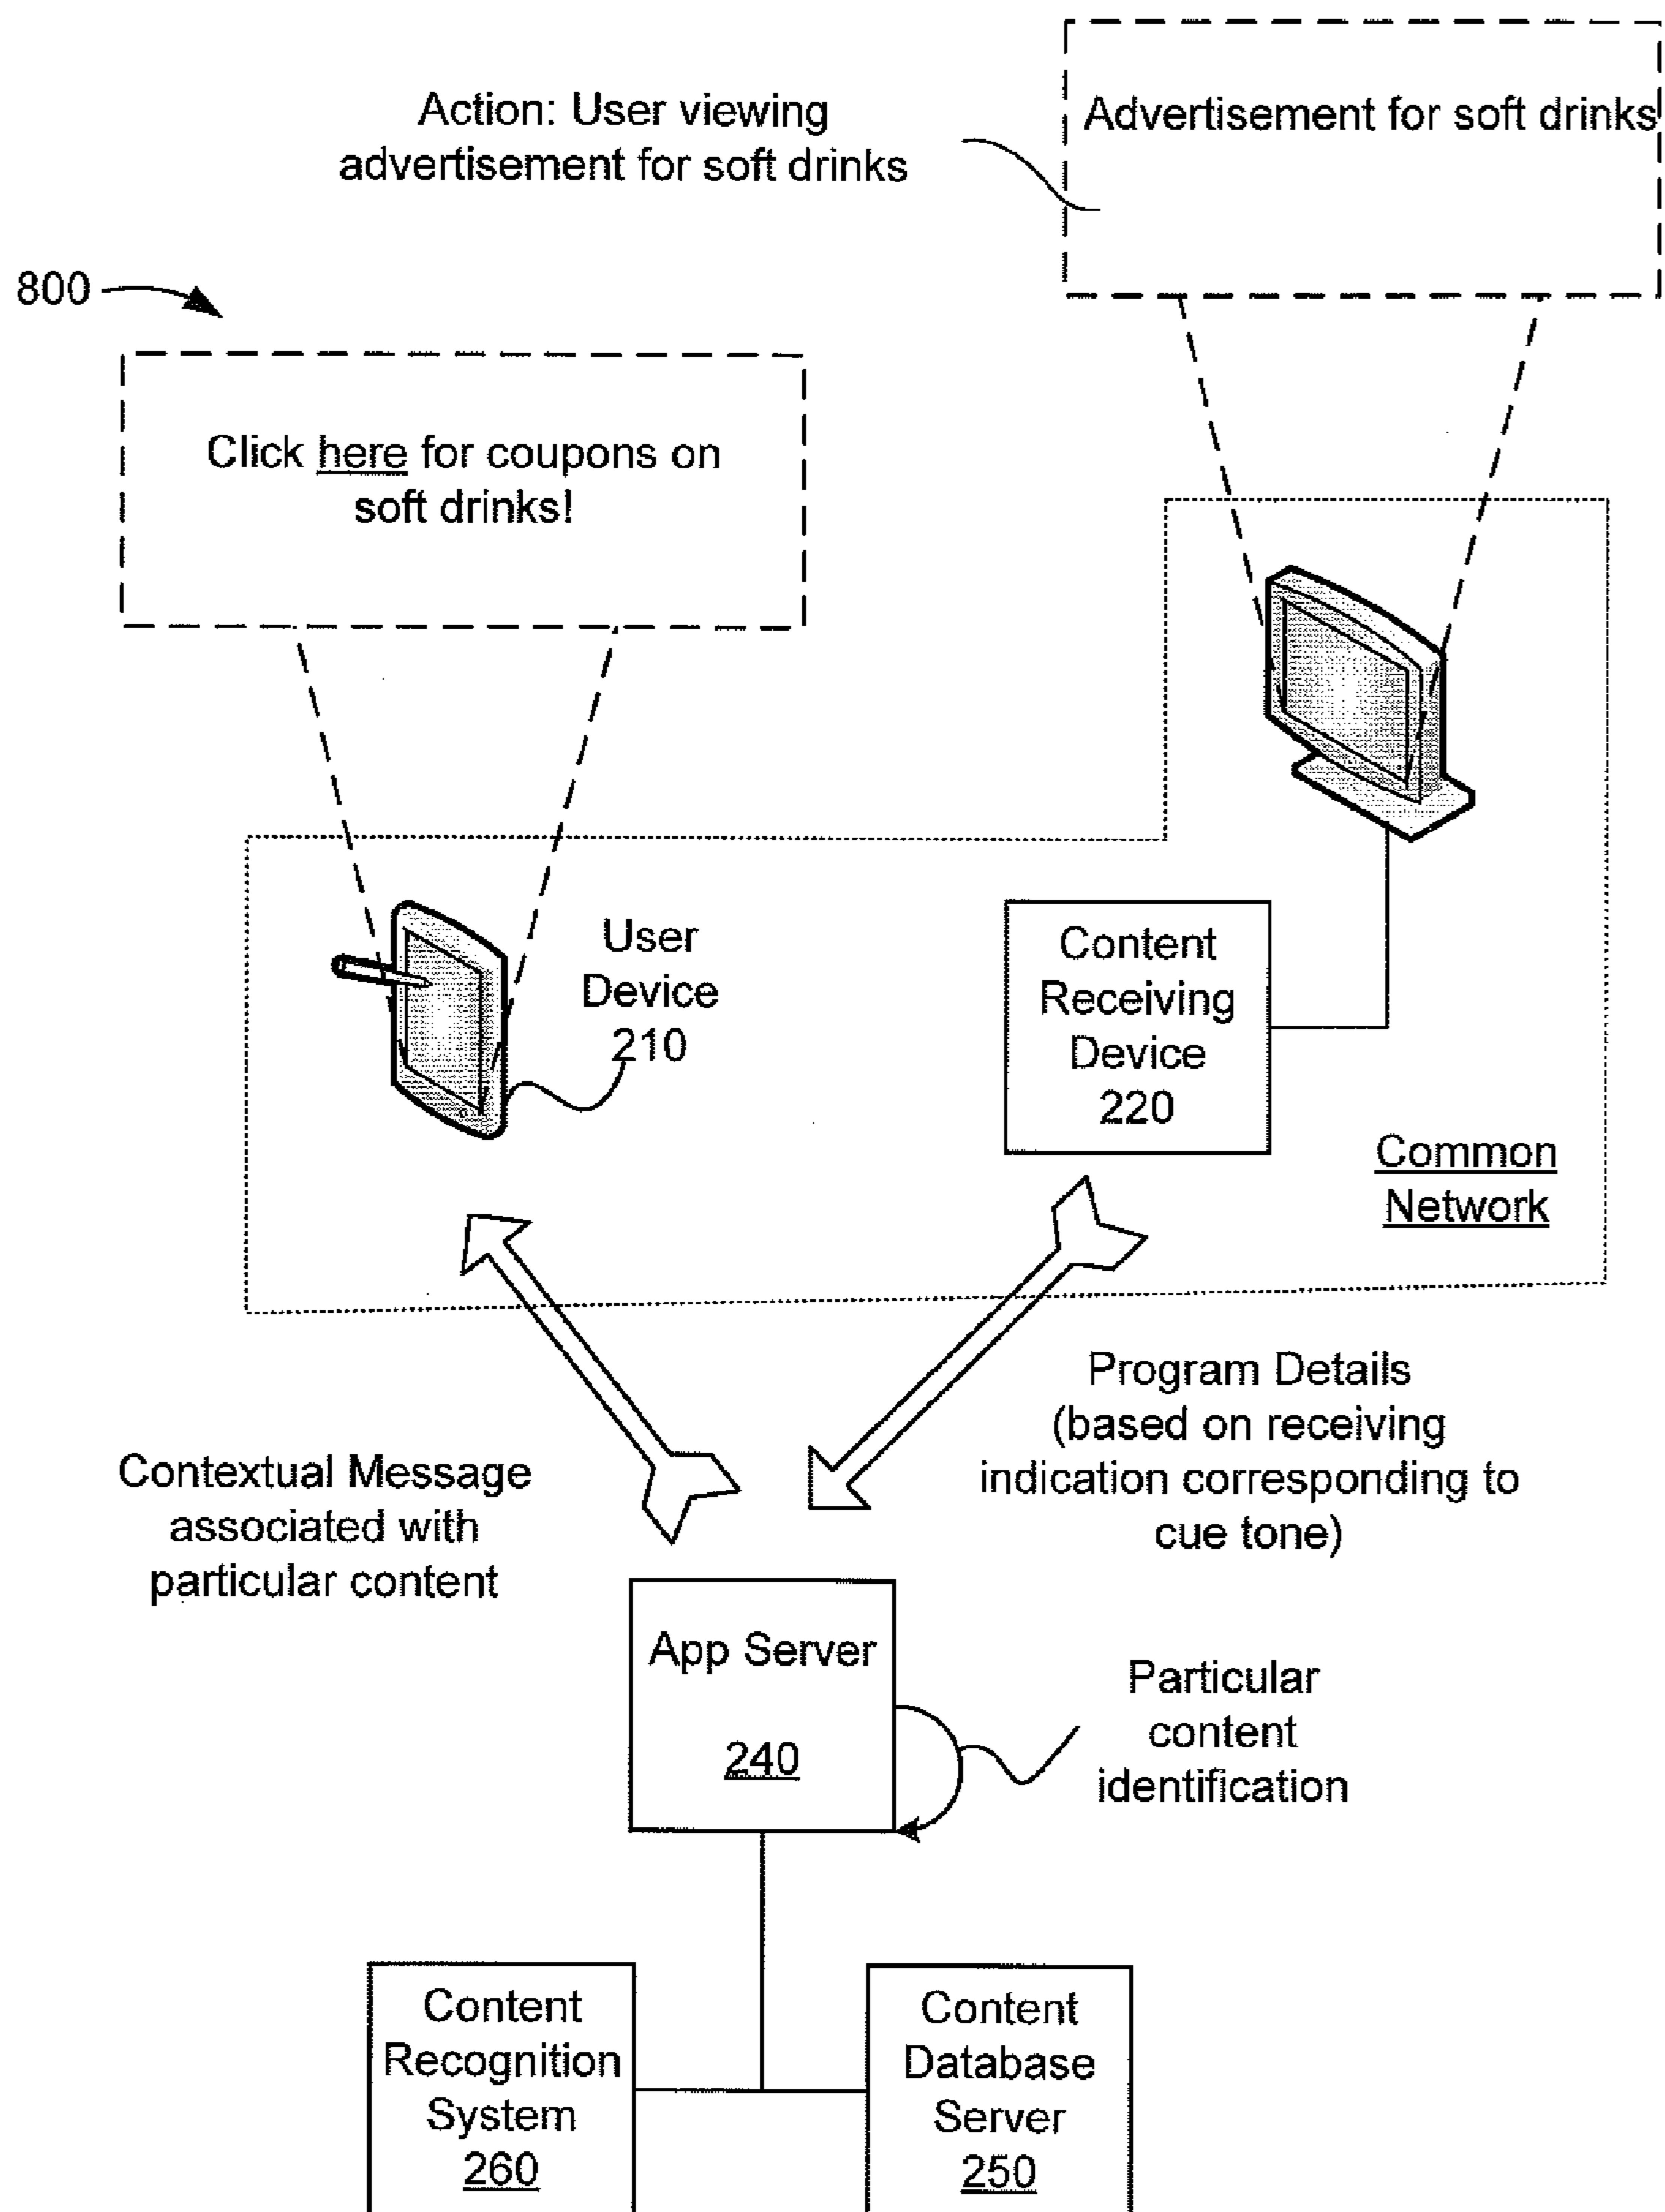 Advertisement for soft drinks
Action: User viewing
advertisement for soft drinks
800
Click here for coupons on
soft drinks!
User
Device
210
Content
Receiving
Device
220
Common
Network
Program Details
(based on receiving
indication corresponding to
cue tone)
Contextual Message
associated with
particular content
App Server
240
Particular
content
identification
Content
Recognition
System
260
Content
Database
Server
250